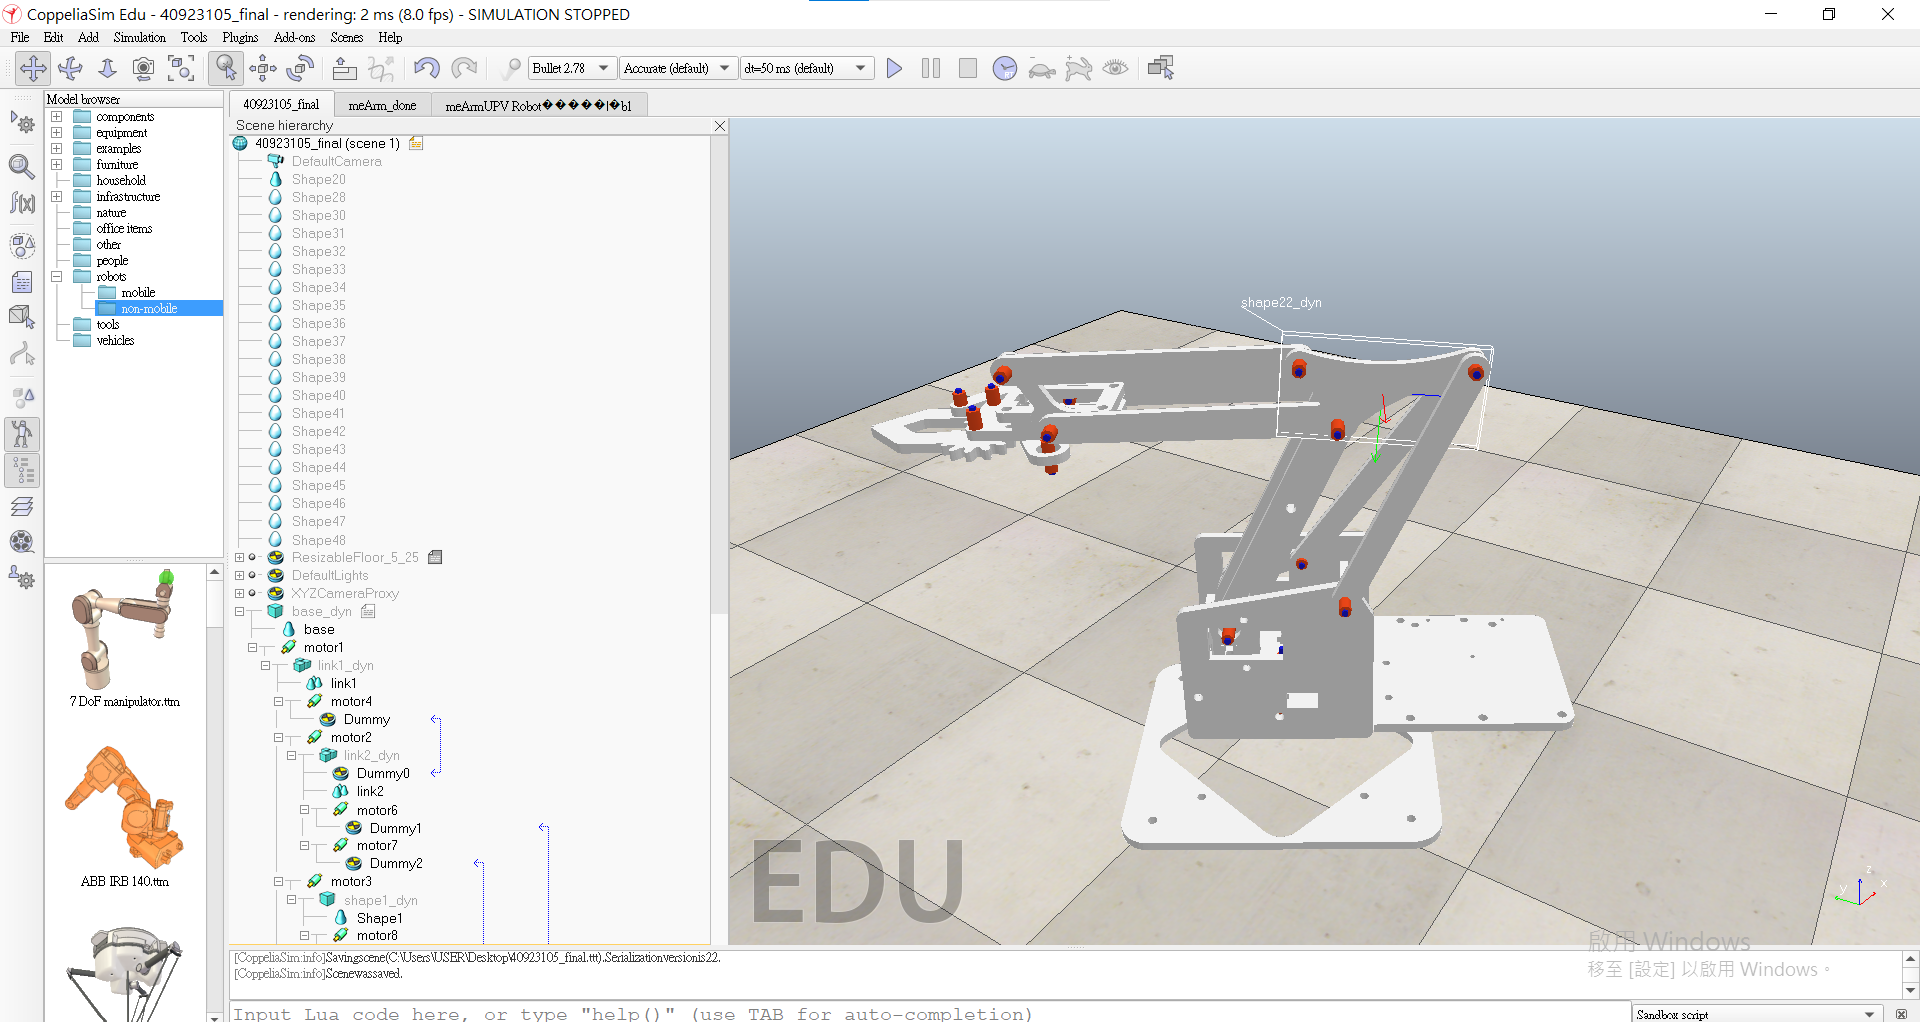 CoppeliaSim Edu - 40923105_final - rendering: 2 ms (8.0 fps) - SIMULATION STOPPED
File Edit Add Simulation Tools Plugins Add-ons Scenes Help
Bullet 2.78 Accurate (default) dt=50 ms (default)
Model browser
components
equipment
examples
furniture
household
infrastructure
nature
office items
other
people
robots
mobile
non-mobile
tools
vehicles
7 DoF manipulator.ttm
ABB IRB 140.ttm
40923105_final meArm_done meArmUPV Robot�����|�b1
Scene hierarchy
40923105_final (scene 1)
DefaultCamera
Shape20
Shape28
Shape30
Shape31
Shape32
Shape33
Shape34
Shape35
Shape36
Shape37
Shape38
Shape39
Shape40
Shape41
Shape42
Shape43
Shape44
Shape45
Shape46
Shape47
Shape48
ResizableFloor_5_25
DefaultLights
XYZCameraProxy
base_dyn
base
motor1
link1_dyn
link1
motor4
Dummy
motor2
link2_dyn
Dummy0
link2
motor6
Dummy1
motor7
Dummy2
motor3
shape1_dyn
Shape1
motor8
shape22_dyn
EDU
z
x
y
啟用 Windows
移至 [設定] 以啟用 Windows。
[CoppeliaSim:info]Savingscene(C:\Users\USER\Desktop\40923105_final.ttt).Serializationversionis22.
[CoppeliaSim:info]Scenewassaved.
Input Lua code here, or type "help()" (use TAB for auto-completion)
Sandbox script